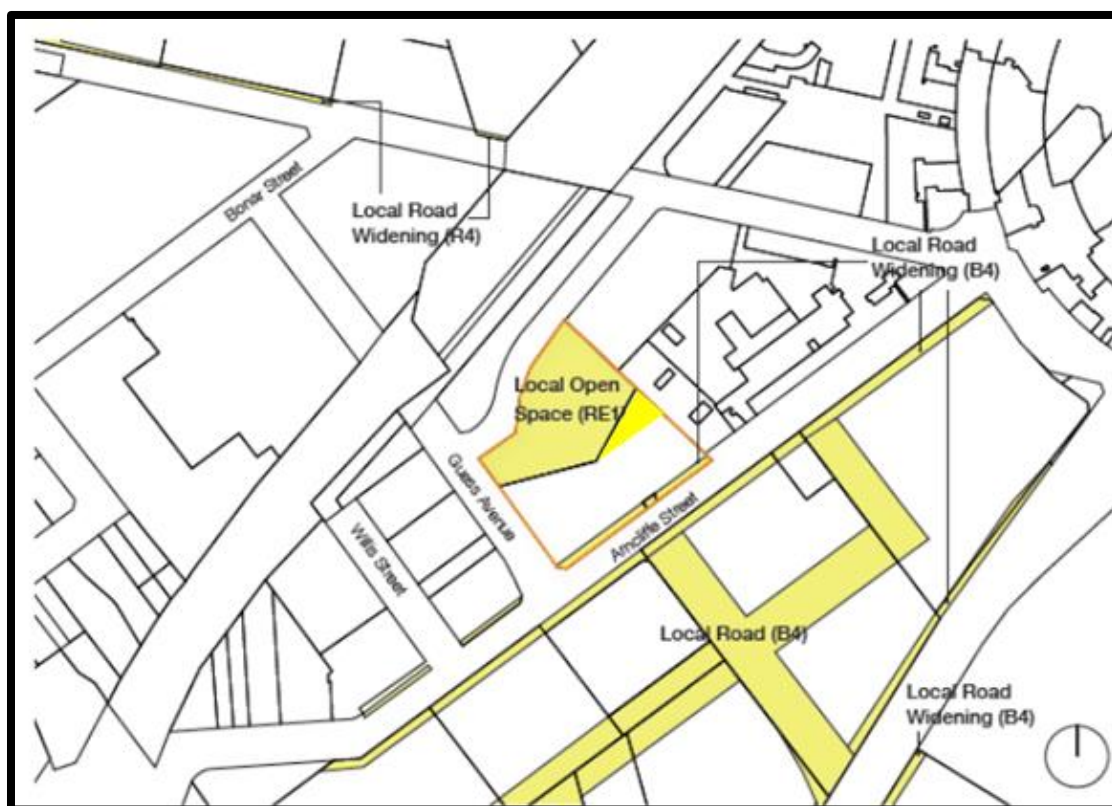 Bonar Street
Local Road
Widening (R4)
Local Road
Widening (B4)
Local Open
Space (RE1)
Guess Avenue
Willis Street
Arncliffe Street
Local Road (B4)
Local Road
Widening (B4)